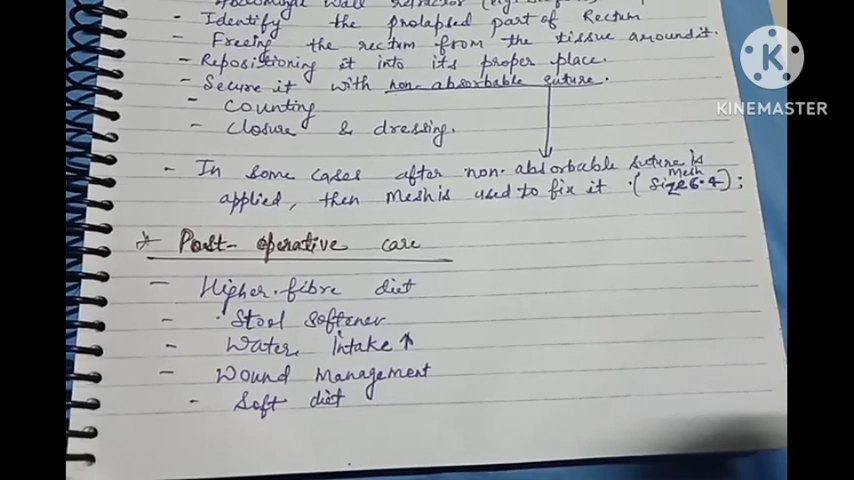 Abdominal wall retractor
- Identify the prolapsed part of Rectum
- Freeing the rectum from the tissue around it.
- Repositioning it into its proper place.
- Secure it with non-absorbable suture.
- Counting
- Closure & dressing.
- In some cases after non-absorbable suture is
applied, then Mesh is used to fix it. (Mesh Size 6.4);
* Post-operative care
- Higher fibre diet
- Stool softener
- Water Intake ↑
- Wound Management
- Soft diet
K
KINEMASTER